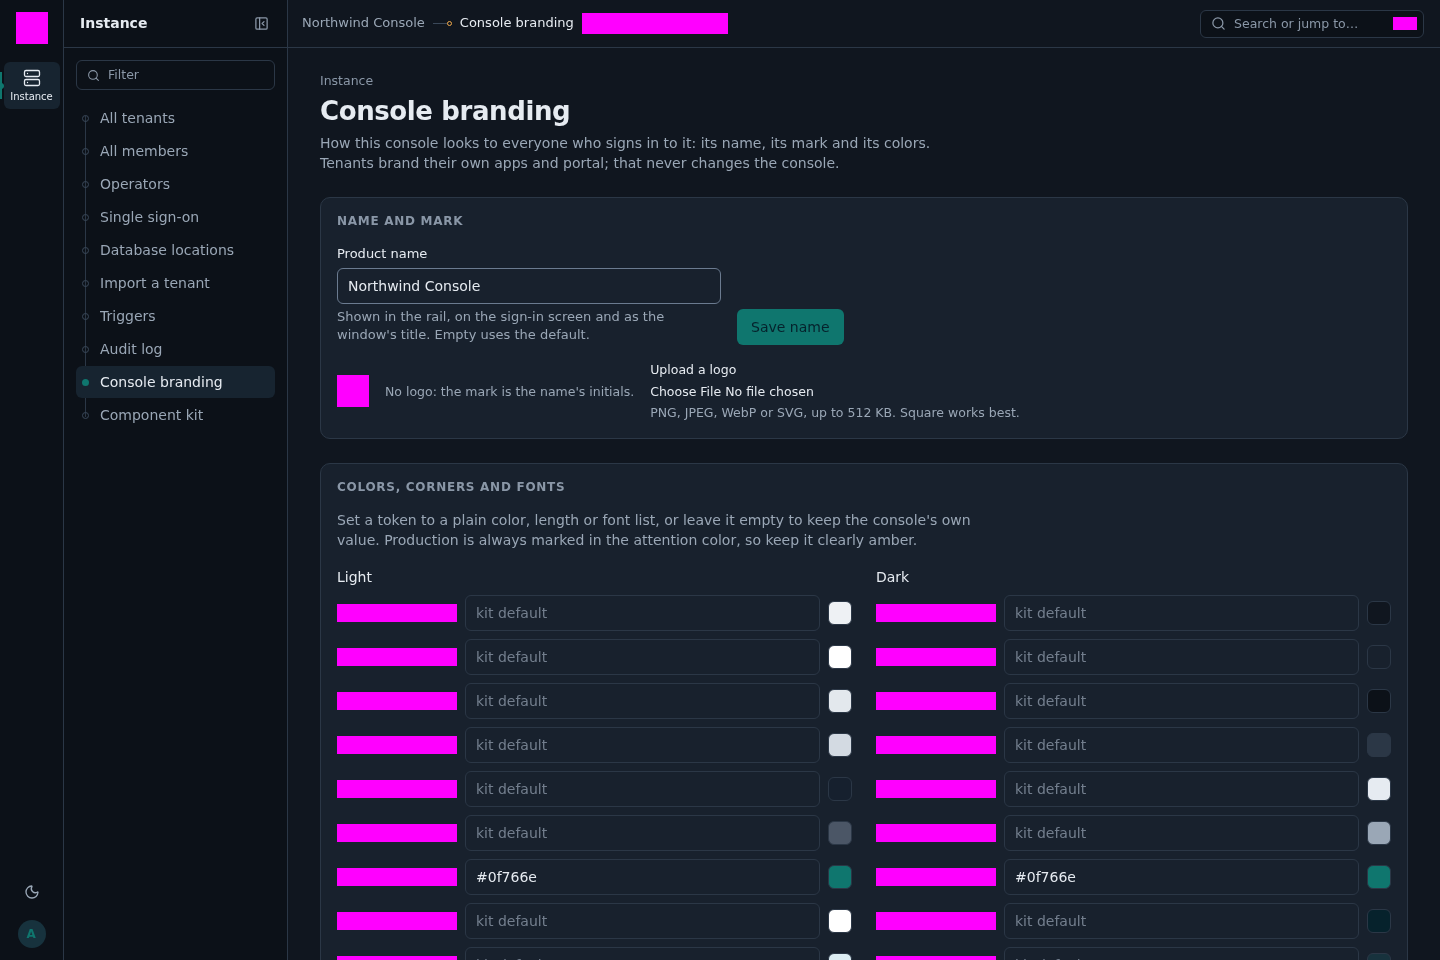 Instance
Northwind Console
Console branding
Search or jump to…
Instance
Filter
All tenants
All members
Operators
Single sign-on
Database locations
Import a tenant
Triggers
Audit log
Console branding
Component kit
A
Instance
Console branding
How this console looks to everyone who signs in to it: its name, its mark and its colors.
Tenants brand their own apps and portal; that never changes the console.
NAME AND MARK
Product name
Northwind Console
Shown in the rail, on the sign-in screen and as the
window's title. Empty uses the default.
Save name
No logo: the mark is the name's initials.
Upload a logo
Choose File No file chosen
PNG, JPEG, WebP or SVG, up to 512 KB. Square works best.
COLORS, CORNERS AND FONTS
Set a token to a plain color, length or font list, or leave it empty to keep the console's own
value. Production is always marked in the attention color, so keep it clearly amber.
Light
Dark
kit default
kit default
kit default
kit default
kit default
kit default
kit default
kit default
kit default
kit default
kit default
kit default
#0f766e
#0f766e
kit default
kit default